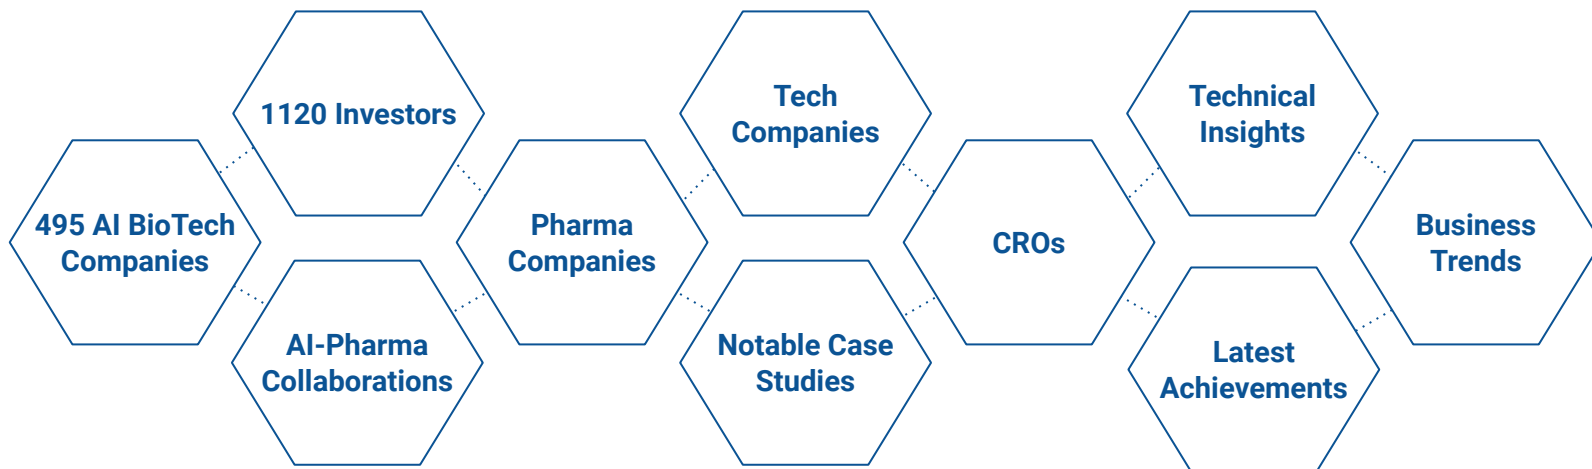 1120 Investors
Tech
Companies
Technical
Insights
495 AI BioTech
Companies
Pharma
Companies
CROs
Business
Trends
AI-Pharma
Collaborations
Notable Case
Studies
Latest
Achievements